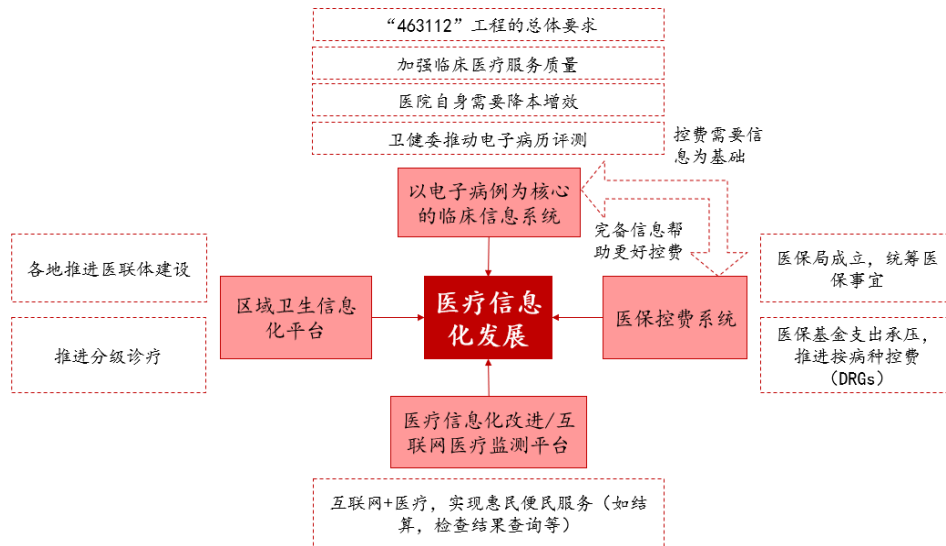 “463112”工程的总体要求
加强临床医疗服务质量
医院自身需要降本增效
卫健委推动电子病历评测
控费需要信
息为基础
以电子病例为核心
的临床信息系统
完备信息帮
助更好控费
各地推进医联体建设
推进分级诊疗
区域卫生信息
化平台
医疗信息
化发展
医保控费系统
医保局成立，统筹医
保事宜
医保基金支出承压，
推进按病种控费
（DRGs）
医疗信息化改进/互
联网医疗监测平台
互联网+医疗，实现惠民便民服务（如结
算，检查结果查询等）